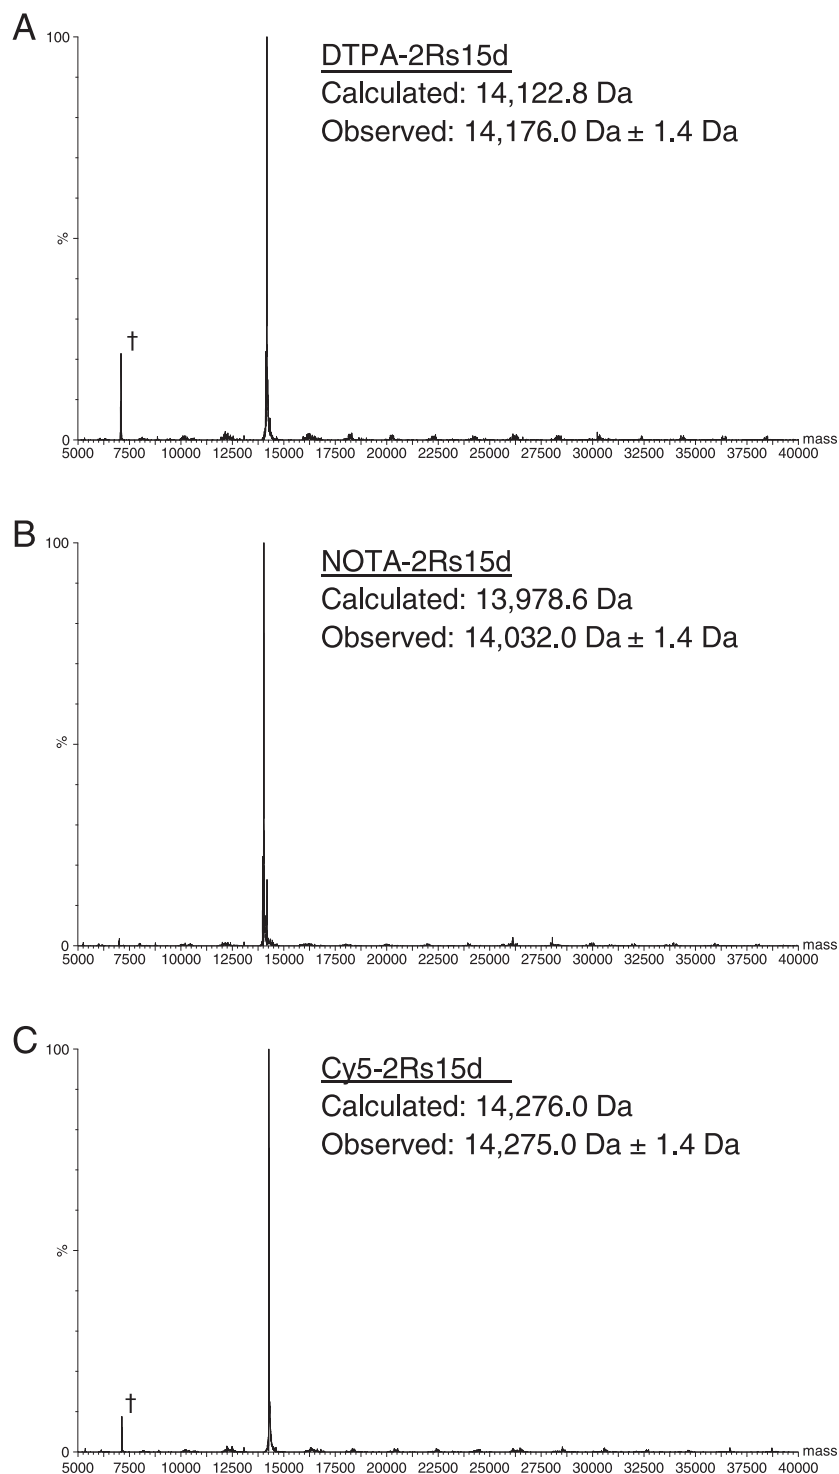 A
100
DTPA-2Rs15d
Calculated: 14,122.8 Da
Observed: 14,176.0 Da ± 1.4 Da
%
†
0
mass
5000 7500 10000 12500 15000 17500 20000 22500 25000 27500 30000 32500 35000 37500 40000
B
100
NOTA-2Rs15d
Calculated: 13,978.6 Da
Observed: 14,032.0 Da ± 1.4 Da
%
0
mass
5000 7500 10000 12500 15000 17500 20000 22500 25000 27500 30000 32500 35000 37500 40000
C
100
Cy5-2Rs15d
Calculated: 14,276.0 Da
Observed: 14,275.0 Da ± 1.4 Da
%
†
0
mass
5000 7500 10000 12500 15000 17500 20000 22500 25000 27500 30000 32500 35000 37500 40000